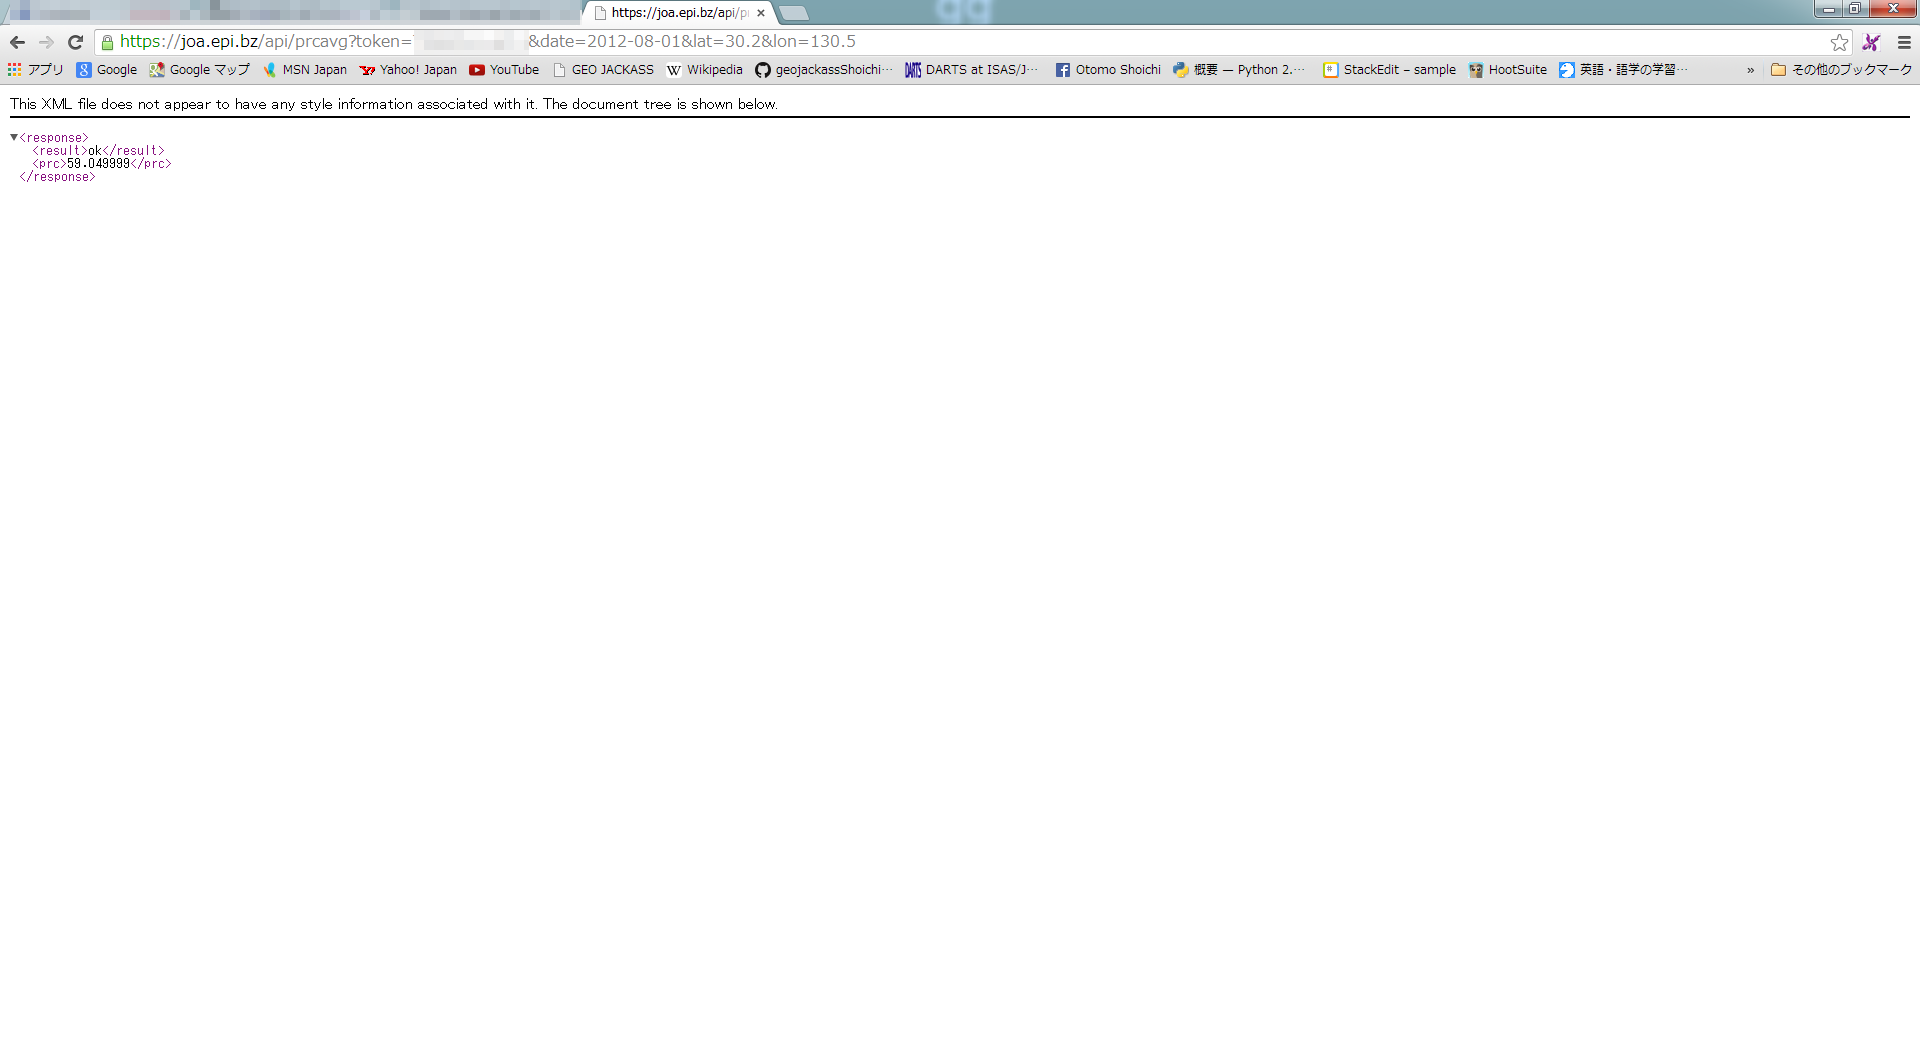 https://joa.epi.bz/api/p
https://joa.epi.bz/api/prcavg?token= &date=2012-08-01&lat=30.2&lon=130.5
アプリ Google Google マップ MSN Japan Yahoo! Japan YouTube GEO JACKASS Wikipedia geojackassShoichi… DARTS at ISAS/J… Otomo Shoichi 概要 — Python 2.… StackEdit – sample HootSuite 英語・語学の学習… » その他のブックマーク
This XML file does not appear to have any style information associated with it. The document tree is shown below.
▼<response>
<result>ok</result>
<prc>59.049999</prc>
</response>